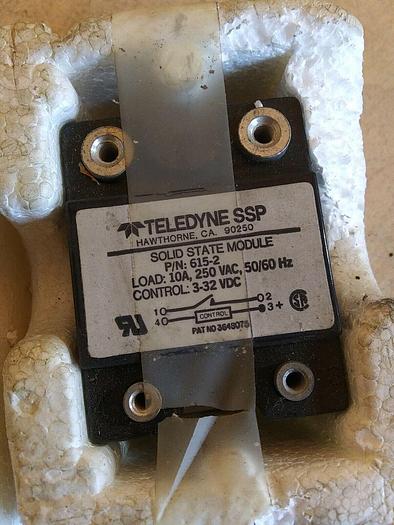 TELEDYNE SSP
HAWTHORNE, CA. 90250
SOLID STATE MODULE
P/N: 615-2
LOAD: 10A, 250 VAC, 50/60 Hz
CONTROL: 3-32 VDC
1 2
4 CONTROL 3 +
PAT NO 3648075